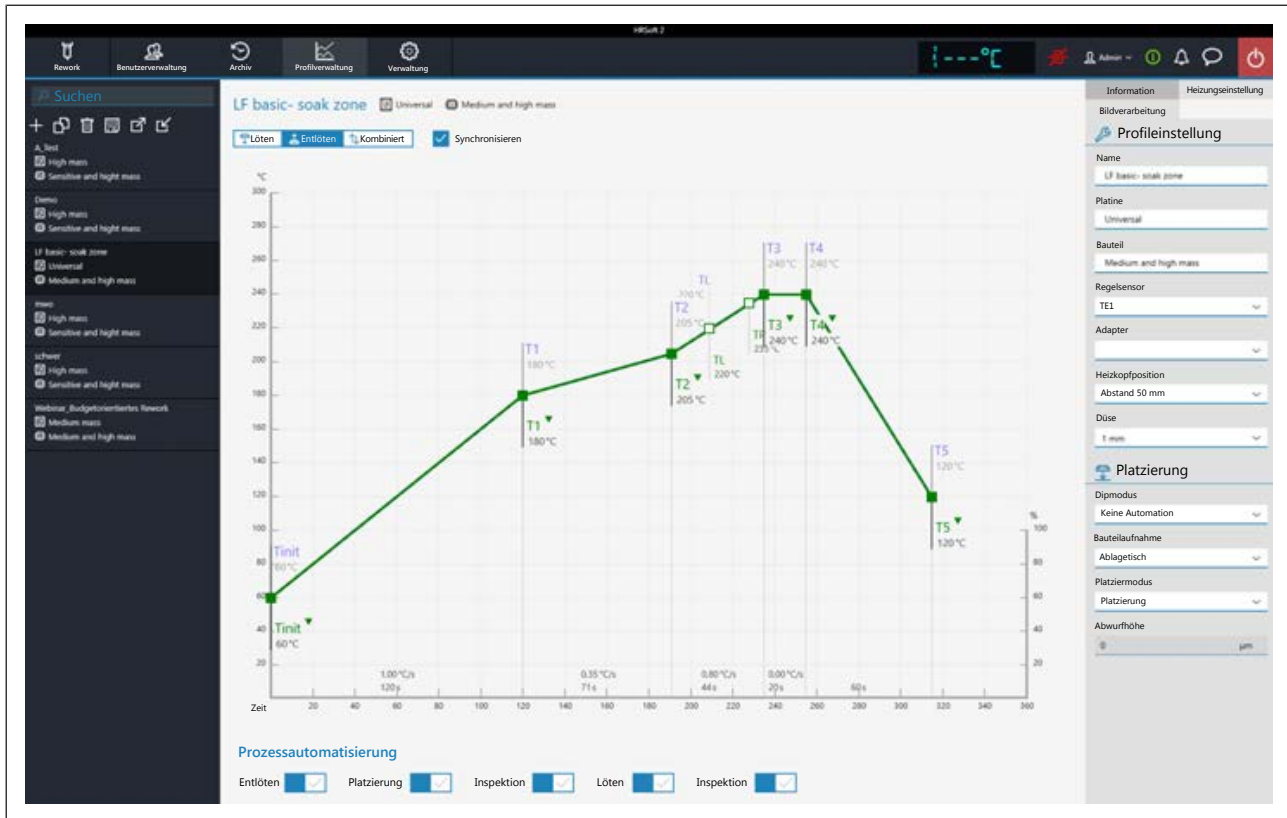 HRSoft 2
Rework
Benutzerverwaltung
Archiv
Profilverwaltung
Verwaltung
---°C
Admin
Suchen
A_Test
High mass
Sensitive and hight mass
Demo
High mass
Sensitive and hight mass
LF basic- soak zone
Universal
Medium and high mass
mwo
High mass
Sensitive and hight mass
schwer
High mass
Sensitive and hight mass
Webinar_Budgetorientiertes Rework
Medium mass
Medium and high mass
LF basic- soak zone Universal Medium and high mass
Löten Entlöten Kombiniert Synchronisieren
°C
300
280
260
240
220
200
180
160
140
120
100
80
60
40
20
Tinit
60°C
Tinit
60°C
T1
180°C
T1
180°C
T2
205°C
T2
205°C
TL
TL
220°C
T3
240°C
T3
240°C
T4
240°C
T4
240°C
T5
120°C
T5
120°C
%
100
80
60
40
20
1.00°C/s
120s
0.35°C/s
71s
0.80°C/s
44s
0.00°C/s
20s
60s
Zeit 20 40 60 80 100 120 140 160 180 200 220 240 260 280 300 320 340 360
Prozessautomatisierung
Entlöten Platzierung Inspektion Löten Inspektion
Information Heizungseinstellung
Bildverarbeitung
Profileinstellung
Name
LF basic- soak zone
Platine
Universal
Bauteil
Medium and high mass
Regelsensor
TE1
Adapter
Heizkopfposition
Abstand 50 mm
Düse
1 mm
Platzierung
Dipmodus
Keine Automation
Bauteilaufnahme
Ablagetisch
Platziermodus
Platzierung
Abwurfhöhe
0 µm